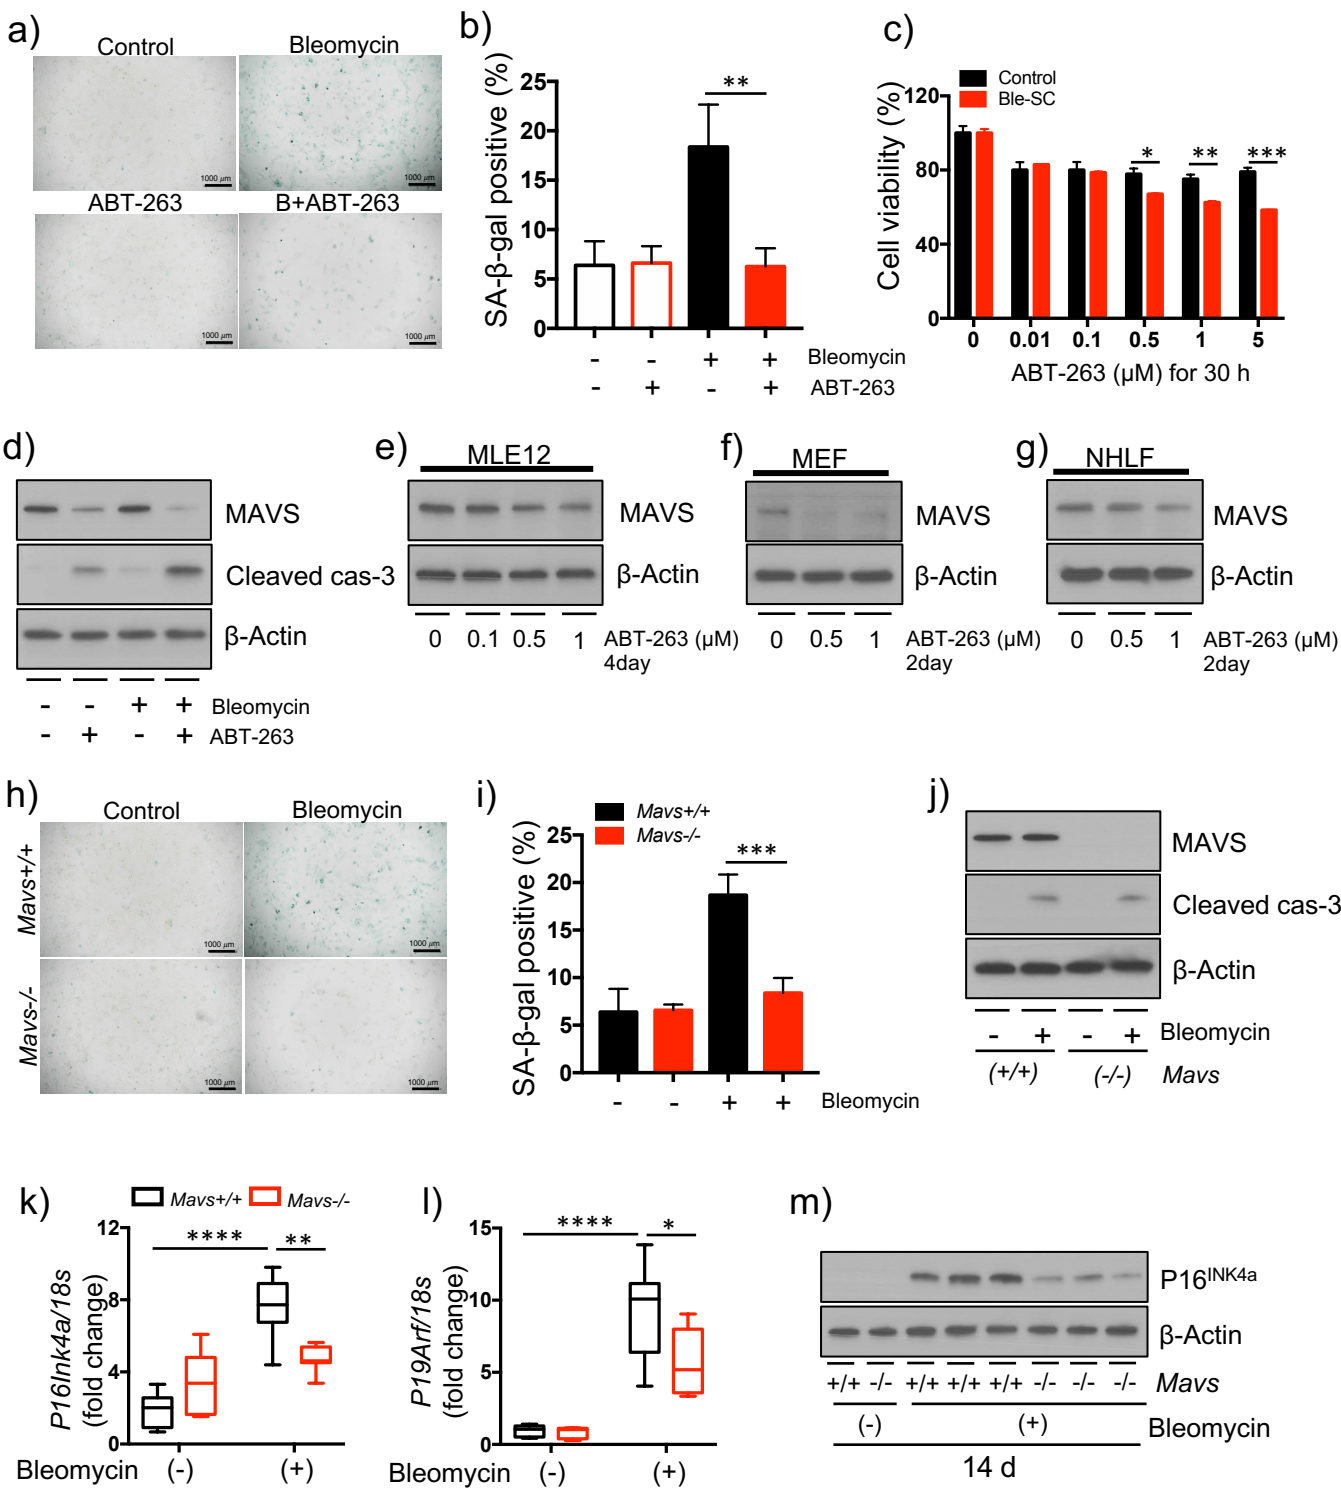 a)
Control
Bleomycin
1000 µm
1000 µm
ABT-263
B+ABT-263
1000 µm
1000 µm
b)
SA-β-gal positive (%)
25
20
15
10
5
0
**
- - + + Bleomycin
- + - + ABT-263
c)
Control
Ble-SC
Cell viability (%)
120
80
40
0
* ** ***
0 0.01 0.1 0.5 1 5
ABT-263 (µM) for 30 h
d)
MAVS
Cleaved cas-3
β-Actin
- - + + Bleomycin
- + - + ABT-263
e)
MLE12
MAVS
β-Actin
0 0.1 0.5 1 ABT-263 (µM)
4day
f)
MEF
MAVS
β-Actin
0 0.5 1 ABT-263 (µM)
2day
g)
NHLF
MAVS
β-Actin
0 0.5 1 ABT-263 (µM)
2day
h)
Control
Bleomycin
Mavs+/+
1000 µm
1000 µm
Mavs-/-
1000 µm
1000 µm
i)
Mavs+/+
Mavs-/-
SA-β-gal positive (%)
25
20
15
10
5
0
***
- - + + Bleomycin
j)
MAVS
Cleaved cas-3
β-Actin
- + - + Bleomycin
(+/+) (-/-) Mavs
k)
Mavs+/+ Mavs-/-
P16Ink4a/18s
(fold change)
12
8
4
0
**** **
Bleomycin (-) (+)
l)
P19Arf/18s
(fold change)
15
10
5
0
**** *
Bleomycin (-) (+)
m)
P16INK4a
β-Actin
+/+ -/- +/+ +/+ +/+ -/- -/- -/- Mavs
(-) (+) Bleomycin
14 d